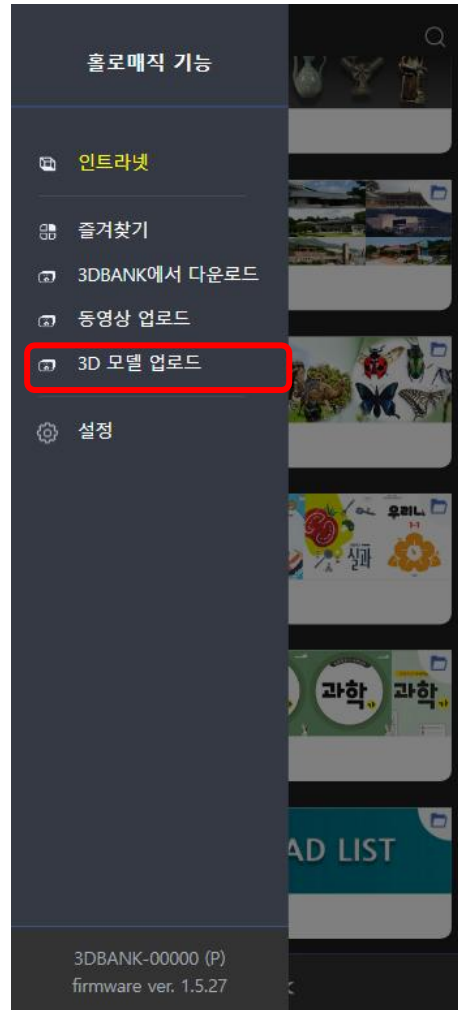 홀로매직 기능
인트라넷
즐겨찾기
3DBANK에서 다운로드
동영상 업로드
3D 모델 업로드
설정
우리나
1-1
실과
과학
과학
AD LIST
3DBANK-00000 (P)
firmware ver. 1.5.27